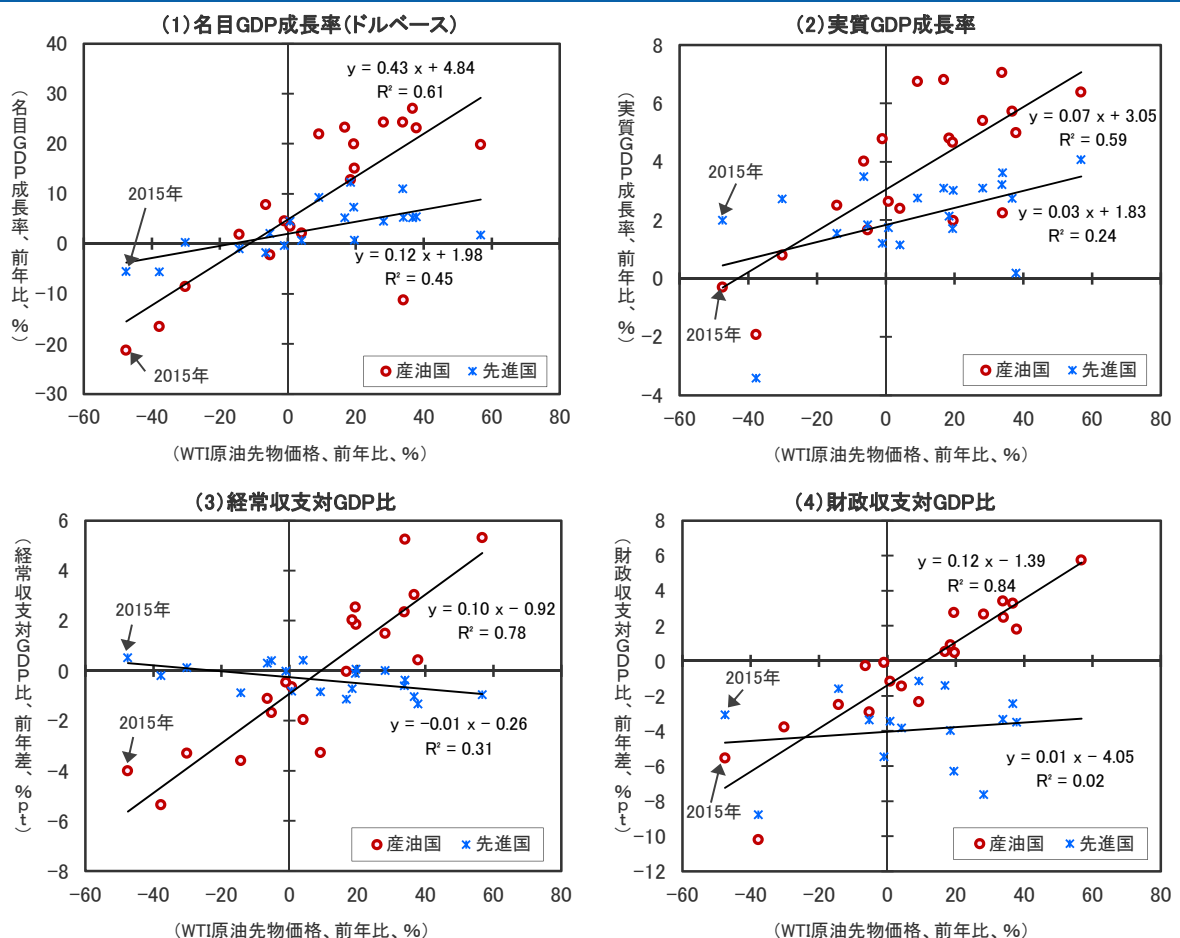 (1)名目GDP成長率(ドルベース)
40
30
20
10
0
−10
−20
−30
(名目GDP成長率、前年比、%)
y = 0.43 x + 4.84
R² = 0.61
2015年
y = 0.12 x + 1.98
R² = 0.45
2015年
産油国 先進国
−60 −40 −20 0 20 40 60 80
(WTI原油先物価格、前年比、%)
(2)実質GDP成長率
8
6
4
2
0
−2
−4
(実質GDP成長率、前年比、%)
y = 0.07 x + 3.05
R² = 0.59
2015年
y = 0.03 x + 1.83
R² = 0.24
2015年
産油国 先進国
−60 −40 −20 0 20 40 60 80
(WTI原油先物価格、前年比、%)
(3)経常収支対GDP比
6
4
2
0
−2
−4
−6
−8
(経常収支対GDP比、前年差、%pt)
2015年
y = 0.10 x − 0.92
R² = 0.78
2015年
y = −0.01 x − 0.26
R² = 0.31
産油国 先進国
−60 −40 −20 0 20 40 60 80
(WTI原油先物価格、前年比、%)
(4)財政収支対GDP比
8
6
4
2
0
−2
−4
−6
−8
−10
−12
(財政収支対GDP比、前年差、%pt)
y = 0.12 x − 1.39
R² = 0.84
2015年
y = 0.01 x − 4.05
R² = 0.02
2015年
産油国 先進国
−60 −40 −20 0 20 40 60 80
(WTI原油先物価格、前年比、%)